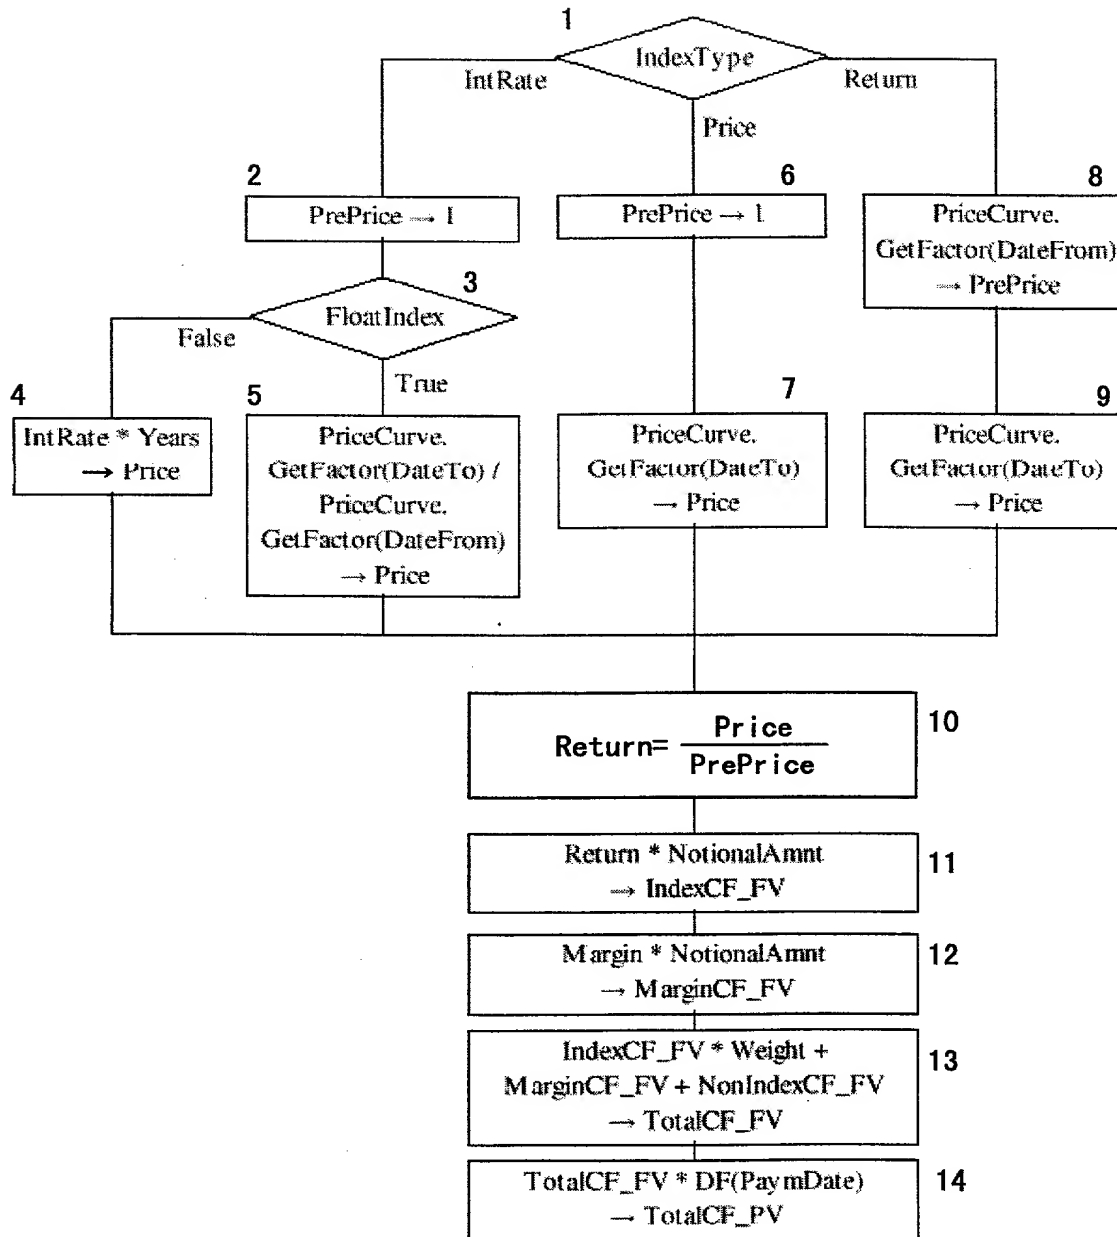 1
IndexType
IntRate
Return
Price
2
PrePrice → 1
6
PrePrice → 1
8
PriceCurve.
GetFactor(DateFrom)
→ PrePrice
3
FloatIndex
False
True
4
IntRate * Years
→ Price
5
PriceCurve.
GetFactor(DateTo) /
PriceCurve.
GetFactor(DateFrom)
→ Price
7
PriceCurve.
GetFactor(DateTo)
→ Price
9
PriceCurve.
GetFactor(DateTo)
→ Price
10
Return= Price
PrePrice
Return * NotionalAmnt
→ IndexCF_FV
11
Margin * NotionalAmnt
→ MarginCF_FV
12
IndexCF_FV * Weight +
MarginCF_FV + NonIndexCF_FV
→ TotalCF_FV
13
TotalCF_FV * DF(PaymDate)
→ TotalCF_PV
14